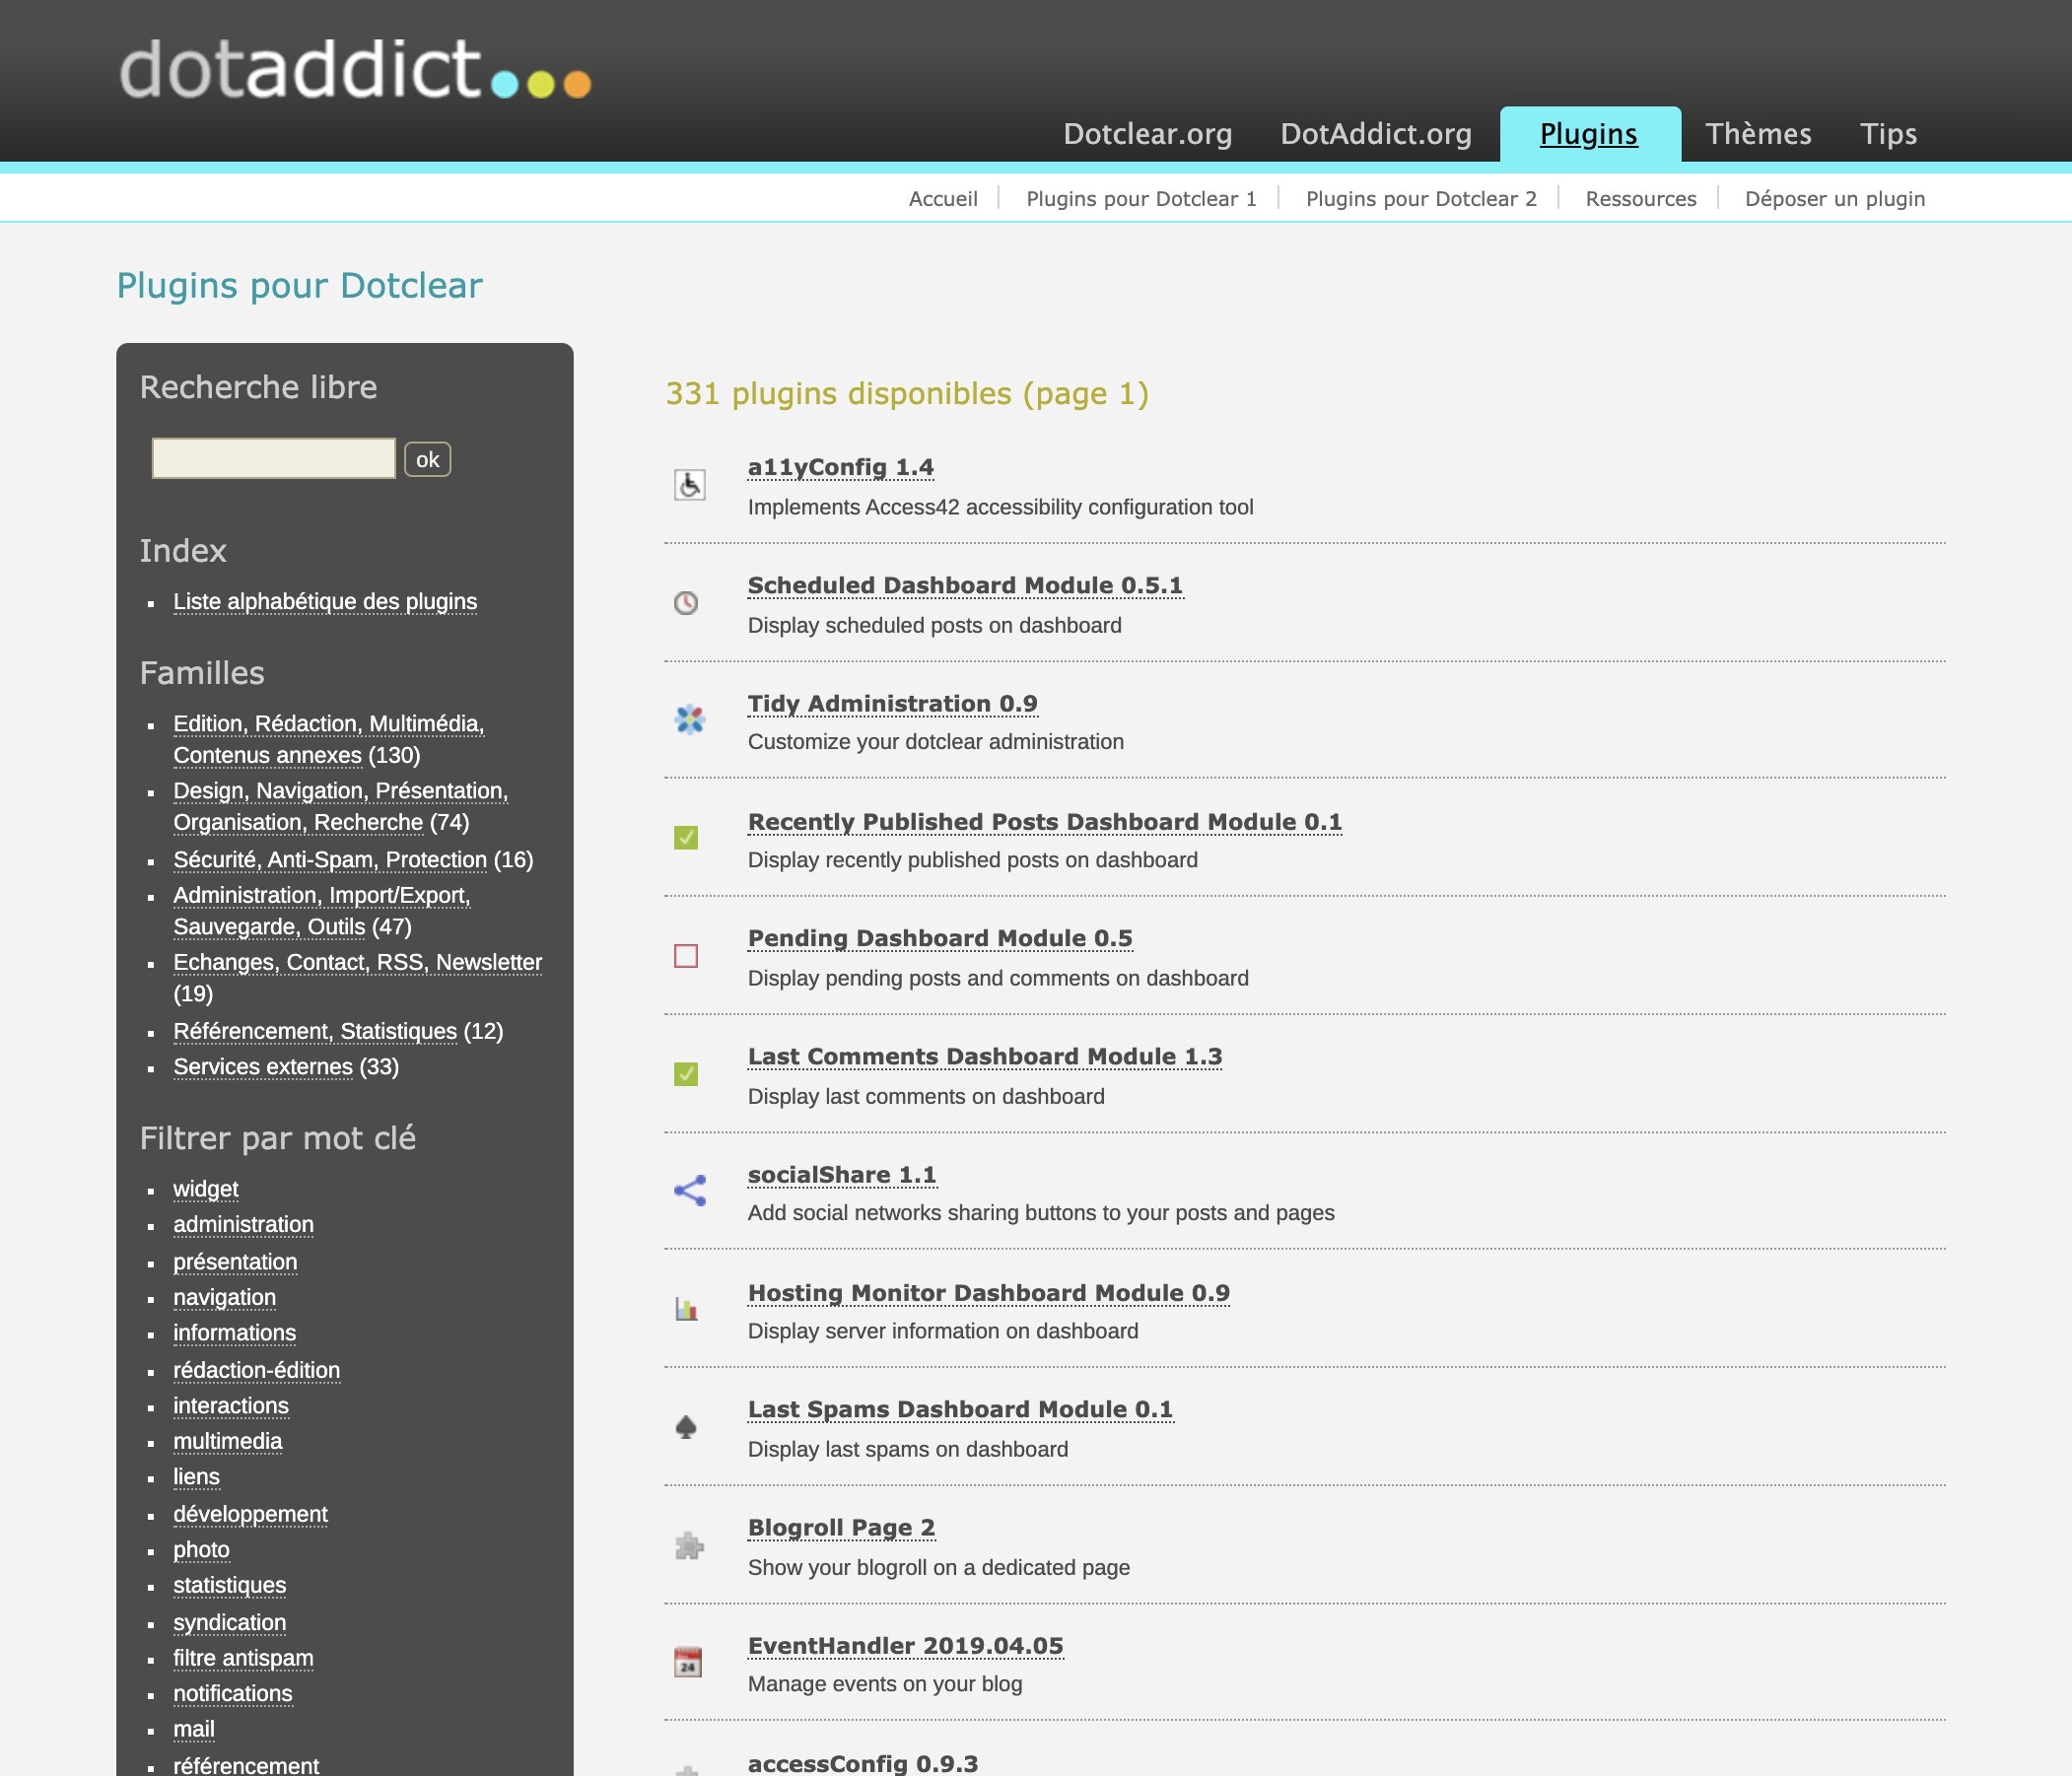 dotaddict
Dotclear.org DotAddict.org Plugins Thèmes Tips
Accueil Plugins pour Dotclear 1 Plugins pour Dotclear 2 Ressources Déposer un plugin
Plugins pour Dotclear
Recherche libre
ok
Index
Liste alphabétique des plugins
Familles
Edition, Rédaction, Multimédia,
Contenus annexes (130)
Design, Navigation, Présentation,
Organisation, Recherche (74)
Sécurité, Anti-Spam, Protection (16)
Administration, Import/Export,
Sauvegarde, Outils (47)
Echanges, Contact, RSS, Newsletter
(19)
Référencement, Statistiques (12)
Services externes (33)
Filtrer par mot clé
widget
administration
présentation
navigation
informations
rédaction-édition
interactions
multimedia
liens
développement
photo
statistiques
syndication
filtre antispam
notifications
mail
référencement
331 plugins disponibles (page 1)
a11yConfig 1.4
Implements Access42 accessibility configuration tool
Scheduled Dashboard Module 0.5.1
Display scheduled posts on dashboard
Tidy Administration 0.9
Customize your dotclear administration
Recently Published Posts Dashboard Module 0.1
Display recently published posts on dashboard
Pending Dashboard Module 0.5
Display pending posts and comments on dashboard
Last Comments Dashboard Module 1.3
Display last comments on dashboard
socialShare 1.1
Add social networks sharing buttons to your posts and pages
Hosting Monitor Dashboard Module 0.9
Display server information on dashboard
Last Spams Dashboard Module 0.1
Display last spams on dashboard
Blogroll Page 2
Show your blogroll on a dedicated page
24
EventHandler 2019.04.05
Manage events on your blog
accessConfig 0.9.3